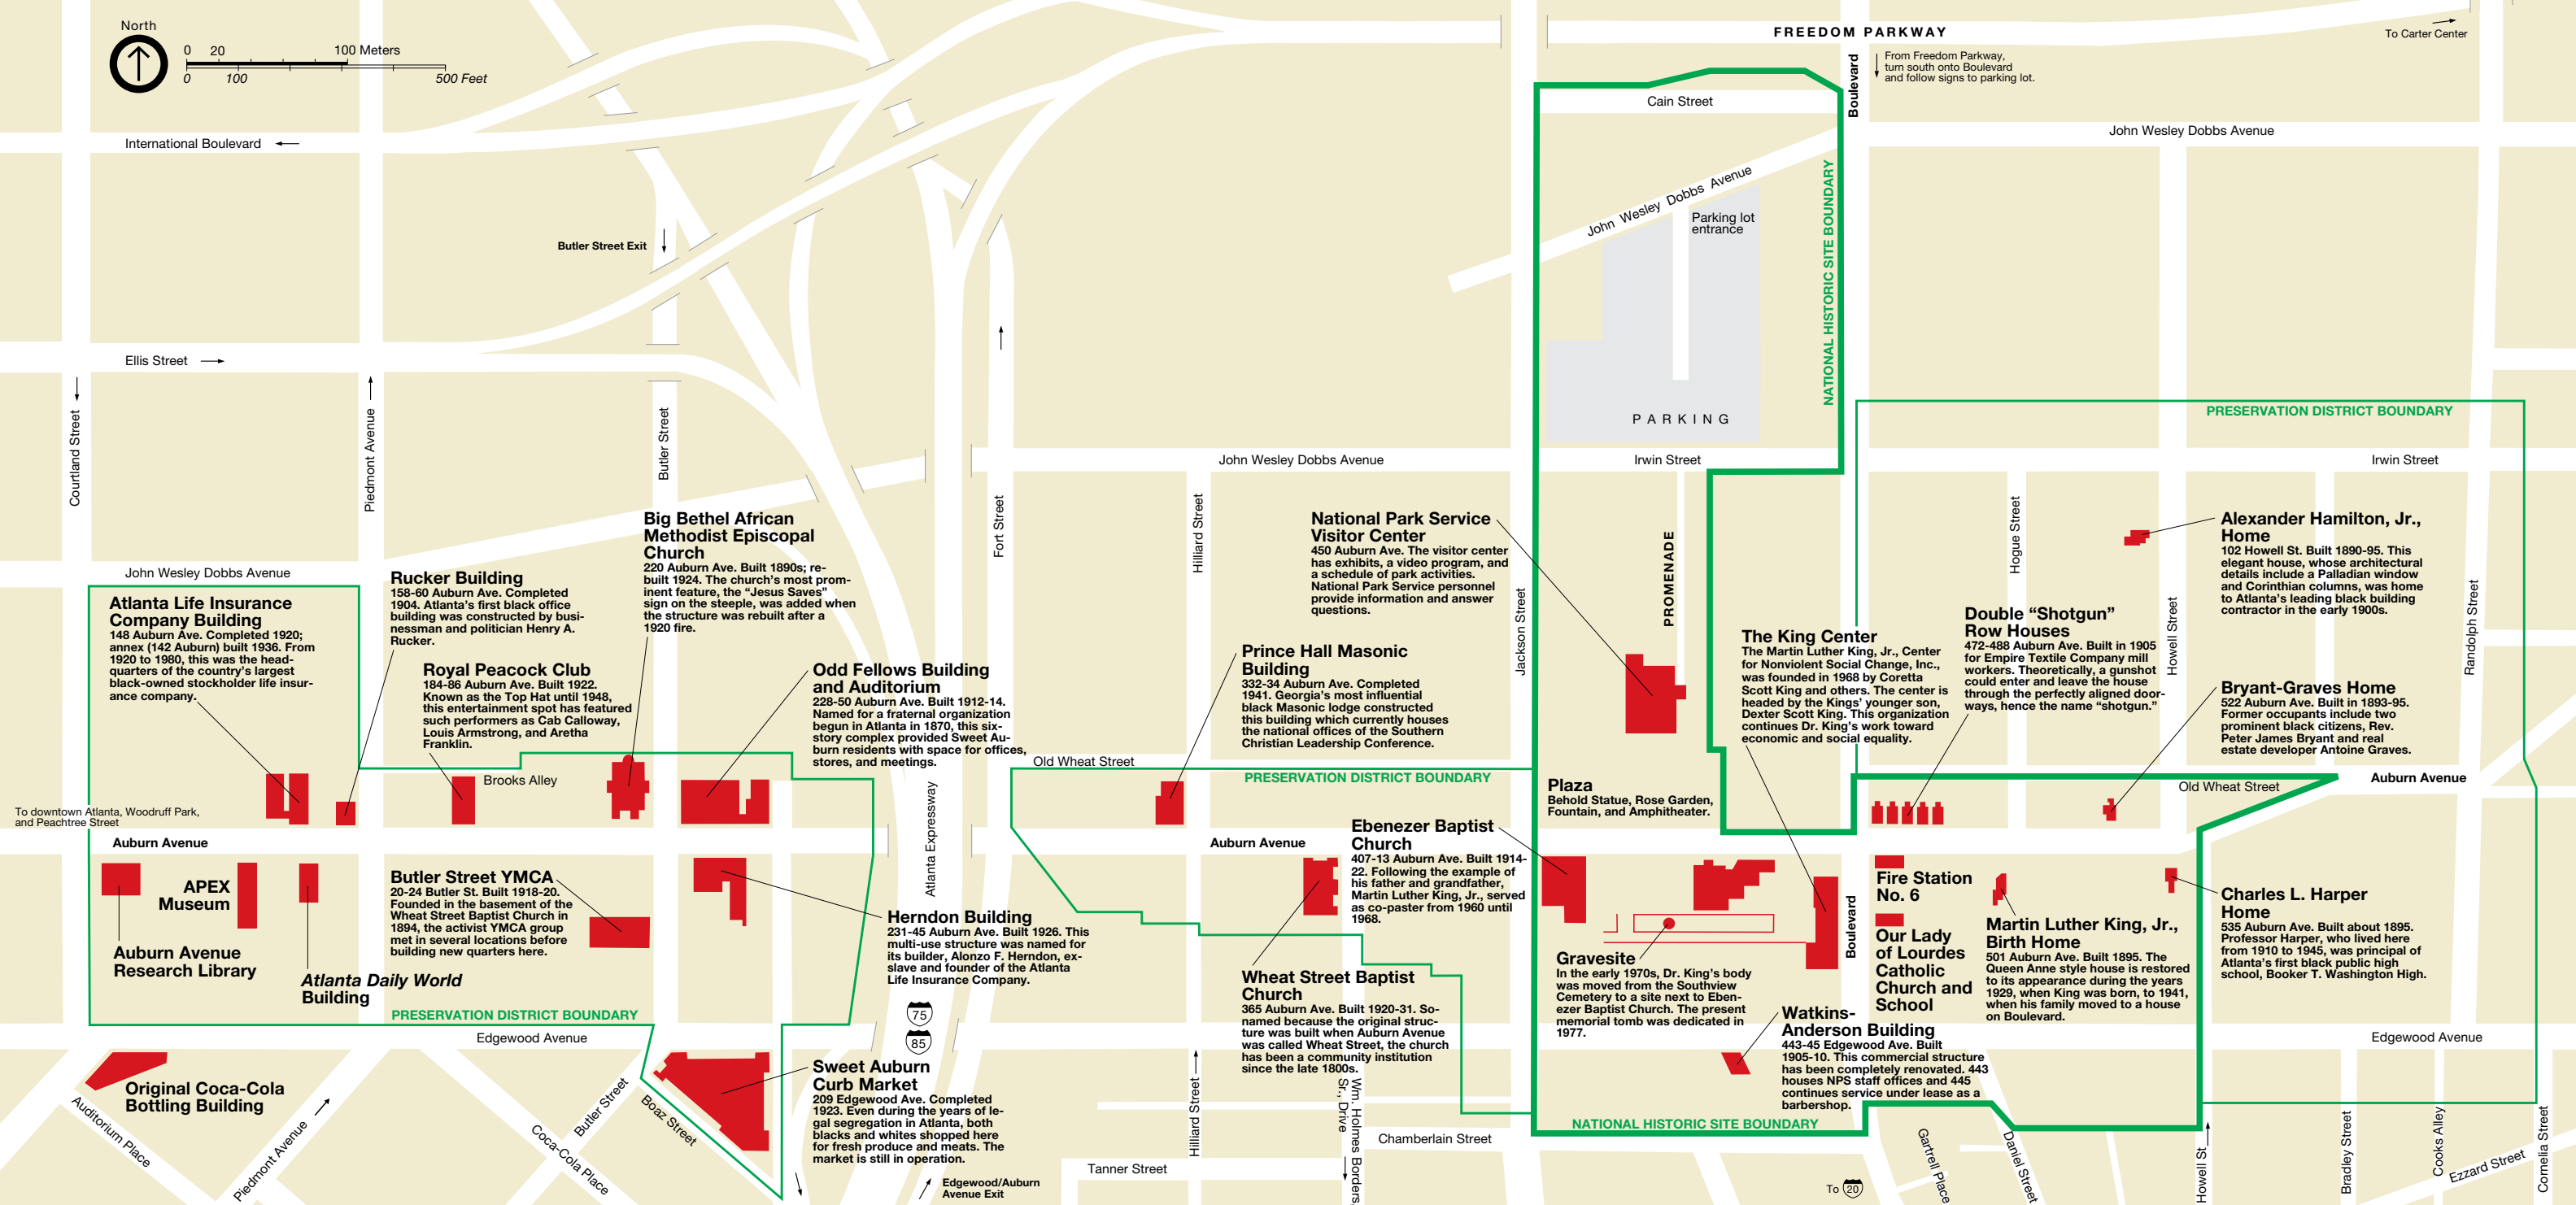 North
0 20 100 Meters
0 100 500 Feet
FREEDOM PARKWAY
To Carter Center
From Freedom Parkway,
turn south onto Boulevard
and follow signs to parking lot.
Boulevard
Cain Street
International Boulevard
John Wesley Dobbs Avenue
John Wesley Dobbs Avenue
Parking lot
entrance
NATIONAL HISTORIC SITE BOUNDARY
Butler Street Exit
Ellis Street
PARKING
PRESERVATION DISTRICT BOUNDARY
Courtland Street
Piedmont Avenue
Butler Street
Fort Street
Hilliard Street
John Wesley Dobbs Avenue
Irwin Street
Irwin Street
Jackson Street
PROMENADE
Hogue Street
Howell Street
Randolph Street
John Wesley Dobbs Avenue
Atlanta Life Insurance
Company Building
148 Auburn Ave. Completed 1920;
annex (142 Auburn) built 1936. From
1920 to 1980, this was the head-
quarters of the country's largest
black-owned stockholder life insur-
ance company.
Rucker Building
158-60 Auburn Ave. Completed
1904. Atlanta's first black office
building was constructed by busi-
nessman and politician Henry A.
Rucker.
Royal Peacock Club
184-86 Auburn Ave. Built 1922.
Known as the Top Hat until 1948,
this entertainment spot has featured
such performers as Cab Calloway,
Louis Armstrong, and Aretha
Franklin.
Big Bethel African
Methodist Episcopal
Church
220 Auburn Ave. Built 1890s; re-
built 1924. The church's most prom-
inent feature, the “Jesus Saves”
sign on the steeple, was added when
the structure was rebuilt after a
1920 fire.
Odd Fellows Building
and Auditorium
228-50 Auburn Ave. Built 1912-14.
Named for a fraternal organization
begun in Atlanta in 1870, this six-
story complex provided Sweet Au-
burn residents with space for offices,
stores, and meetings.
National Park Service
Visitor Center
450 Auburn Ave. The visitor center
has exhibits, a video program, and
a schedule of park activities.
National Park Service personnel
provide information and answer
questions.
Prince Hall Masonic
Building
332-34 Auburn Ave. Completed
1941. Georgia's most influential
black Masonic lodge constructed
this building which currently houses
the national offices of the Southern
Christian Leadership Conference.
The King Center
The Martin Luther King, Jr., Center
for Nonviolent Social Change, Inc.,
was founded in 1968 by Coretta
Scott King and others. The center is
headed by the Kings' younger son,
Dexter Scott King. This organization
continues Dr. King's work toward
economic and social equality.
Double “Shotgun”
Row Houses
472-488 Auburn Ave. Built in 1905
for Empire Textile Company mill
workers. Theoretically, a gunshot
could enter and leave the house
through the perfectly aligned door-
ways, hence the name “shotgun.”
Alexander Hamilton, Jr.,
Home
102 Howell St. Built 1890-95. This
elegant house, whose architectural
details include a Palladian window
and Corinthian columns, was home
to Atlanta's leading black building
contractor in the early 1900s.
Bryant-Graves Home
522 Auburn Ave. Built in 1893-95.
Former occupants include two
prominent black citizens, Rev.
Peter James Bryant and real
estate developer Antoine Graves.
Brooks Alley
Old Wheat Street
PRESERVATION DISTRICT BOUNDARY
Plaza
Behold Statue, Rose Garden,
Fountain, and Amphitheater.
Old Wheat Street
Auburn Avenue
To downtown Atlanta, Woodruff Park,
and Peachtree Street
Auburn Avenue
Atlanta Expressway
Auburn Avenue
APEX
Museum
Auburn Avenue
Research Library
Atlanta Daily World
Building
Butler Street YMCA
20-24 Butler St. Built 1918-20.
Founded in the basement of the
Wheat Street Baptist Church in
1894, the activist YMCA group
met in several locations before
building new quarters here.
Herndon Building
231-45 Auburn Ave. Built 1926. This
multi-use structure was named for
its builder, Alonzo F. Herndon, ex-
slave and founder of the Atlanta
Life Insurance Company.
75
85
Ebenezer Baptist
Church
407-13 Auburn Ave. Built 1914-
22. Following the example of
his father and grandfather,
Martin Luther King, Jr., served
as co-paster from 1960 until
1968.
Wheat Street Baptist
Church
365 Auburn Ave. Built 1920-31. So-
named because the original struc-
ture was built when Auburn Avenue
was called Wheat Street, the church
has been a community institution
since the late 1800s.
Gravesite
In the early 1970s, Dr. King's body
was moved from the Southview
Cemetery to a site next to Eben-
ezer Baptist Church. The present
memorial tomb was dedicated in
1977.
Boulevard
Fire Station
No. 6
Our Lady
of Lourdes
Catholic
Church and
School
Martin Luther King, Jr.,
Birth Home
501 Auburn Ave. Built 1895. The
Queen Anne style house is restored
to its appearance during the years
1929, when King was born, to 1941,
when his family moved to a house
on Boulevard.
Charles L. Harper
Home
535 Auburn Ave. Built about 1895.
Professor Harper, who lived here
from 1910 to 1945, was principal of
Atlanta's first black public high
school, Booker T. Washington High.
Watkins-
Anderson Building
443-45 Edgewood Ave. Built
1905-10. This commercial structure
has been completely renovated. 443
houses NPS staff offices and 445
continues service under lease as a
barbershop.
PRESERVATION DISTRICT BOUNDARY
Edgewood Avenue
Edgewood Avenue
Original Coca-Cola
Bottling Building
Sweet Auburn
Curb Market
209 Edgewood Ave. Completed
1923. Even during the years of le-
gal segregation in Atlanta, both
blacks and whites shopped here
for fresh produce and meats. The
market is still in operation.
Auditorium Place
Piedmont Avenue
Coca-Cola Place
Butler Street
Boaz Street
Edgewood/Auburn
Avenue Exit
Tanner Street
Hilliard Street
Wm. Holmes Borders,
Sr., Drive
Chamberlain Street
NATIONAL HISTORIC SITE BOUNDARY
To 20
Gartrell Place
Daniel Street
Howell St
Bradley Street
Cooks Alley
Ezzard Street
Cornelia Street